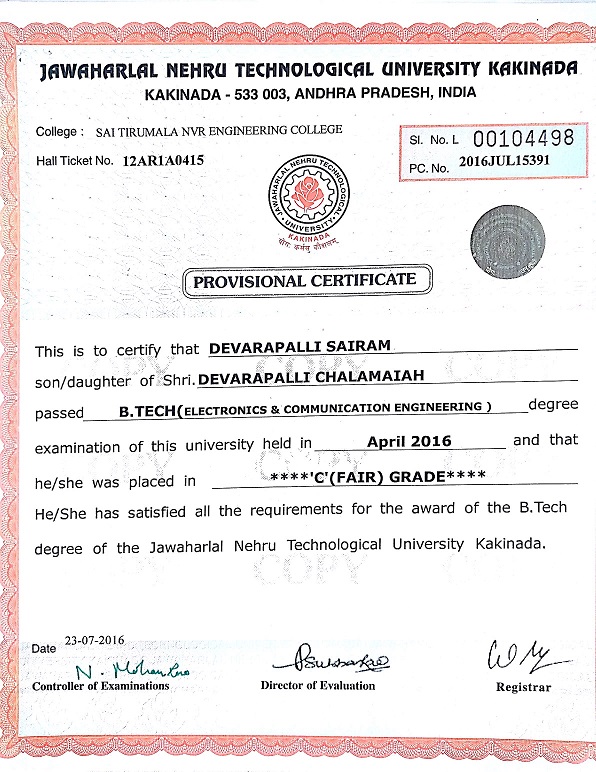 JAWAHARLAL NEHRU TECHNOLOGICAL UNIVERSITY KAKINADA
KAKINADA - 533 003, ANDHRA PRADESH, INDIA
College : SAI TIRUMALA NVR ENGINEERING COLLEGE
Hall Ticket No. 12AR1A0415
Sl. No. L 00104498
PC. No. 2016JUL15391
JAWAHARLAL NEHRU TECHNOLOGICAL UNIVERSITY
KAKINADA
योगः कर्मसु कौशलम्
PROVISIONAL CERTIFICATE
This is to certify that DEVARAPALLI SAIRAM
son/daughter of Shri. DEVARAPALLI CHALAMAIAH
passed B.TECH(ELECTRONICS & COMMUNICATION ENGINEERING ) degree
examination of this university held in April 2016 and that
he/she was placed in ****'C'(FAIR) GRADE****
He/She has satisfied all the requirements for the award of the B.Tech
degree of the Jawaharlal Nehru Technological University Kakinada.
COPY
Date 23-07-2016
N. Mohan Rao
Controller of Examinations
Director of Evaluation
Registrar